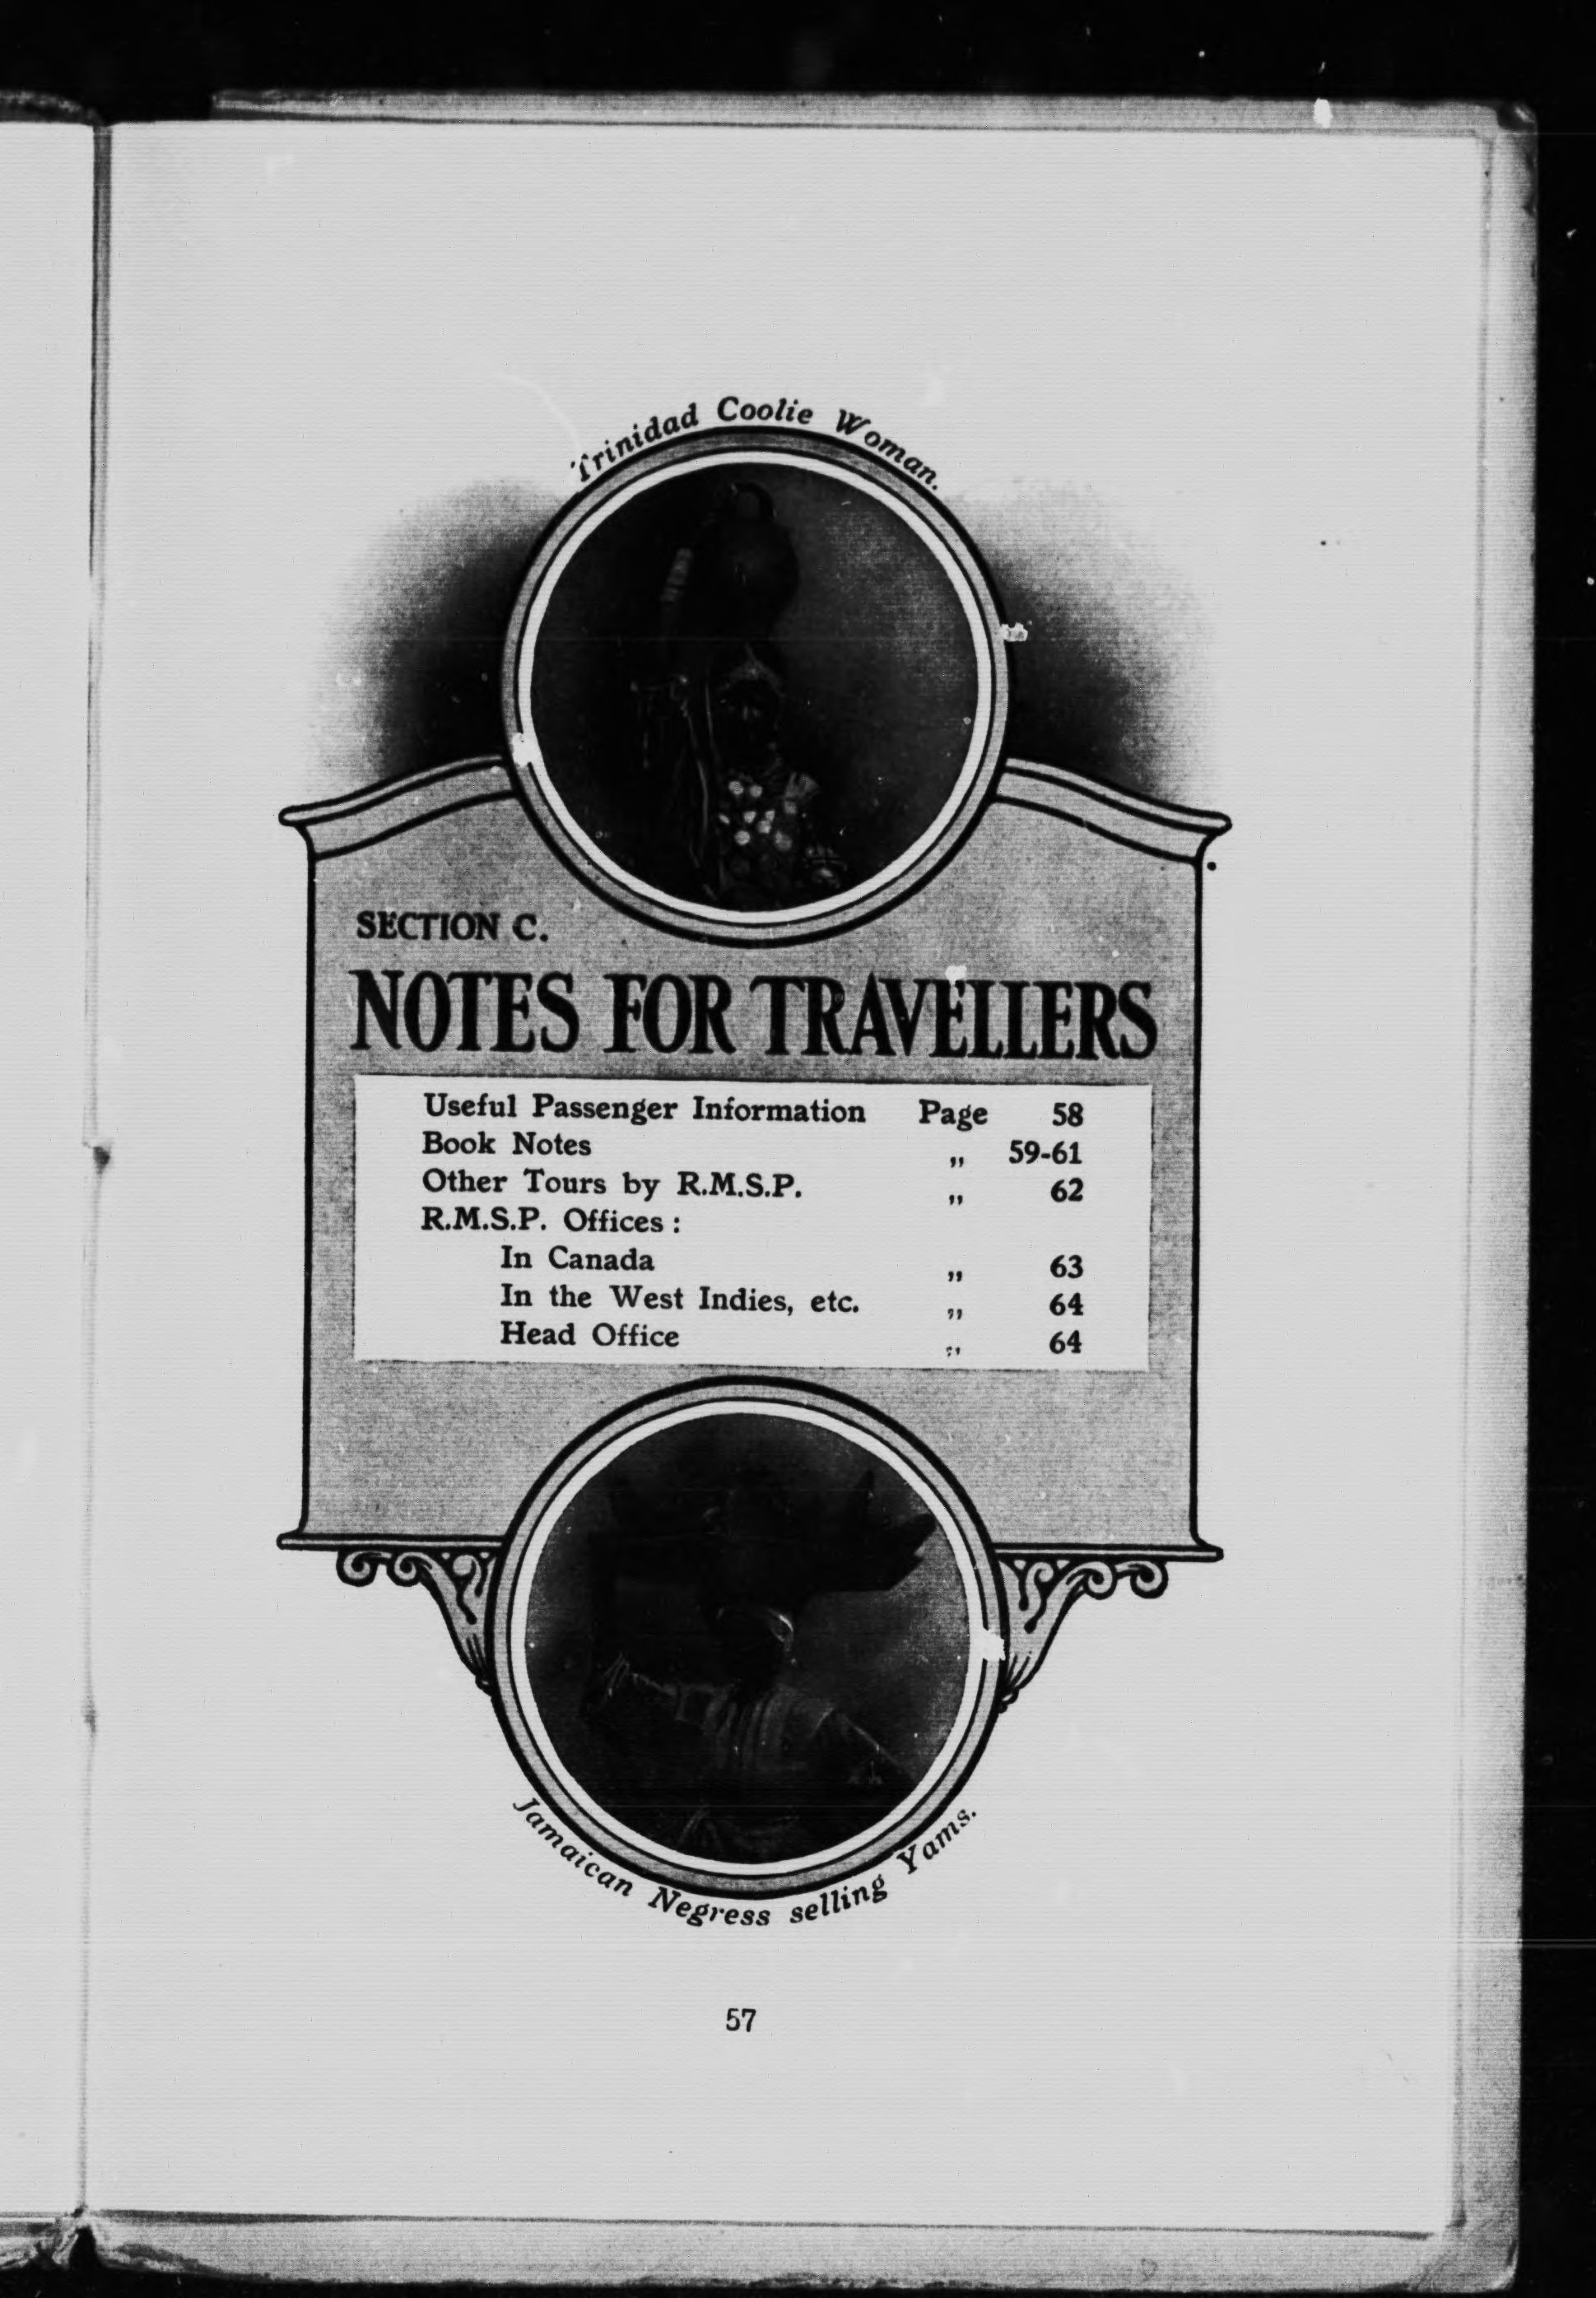 Trinidad Coolie Woman.
SECTION C.
NOTES FOR TRAVELLERS
Useful Passenger Information Page 58
Book Notes „ 59-61
Other Tours by R.M.S.P. „ 62
R.M.S.P. Offices :
In Canada „ 63
In the West Indies, etc. „ 64
Head Office „ 64
Jamaican Negress selling Yams.
57